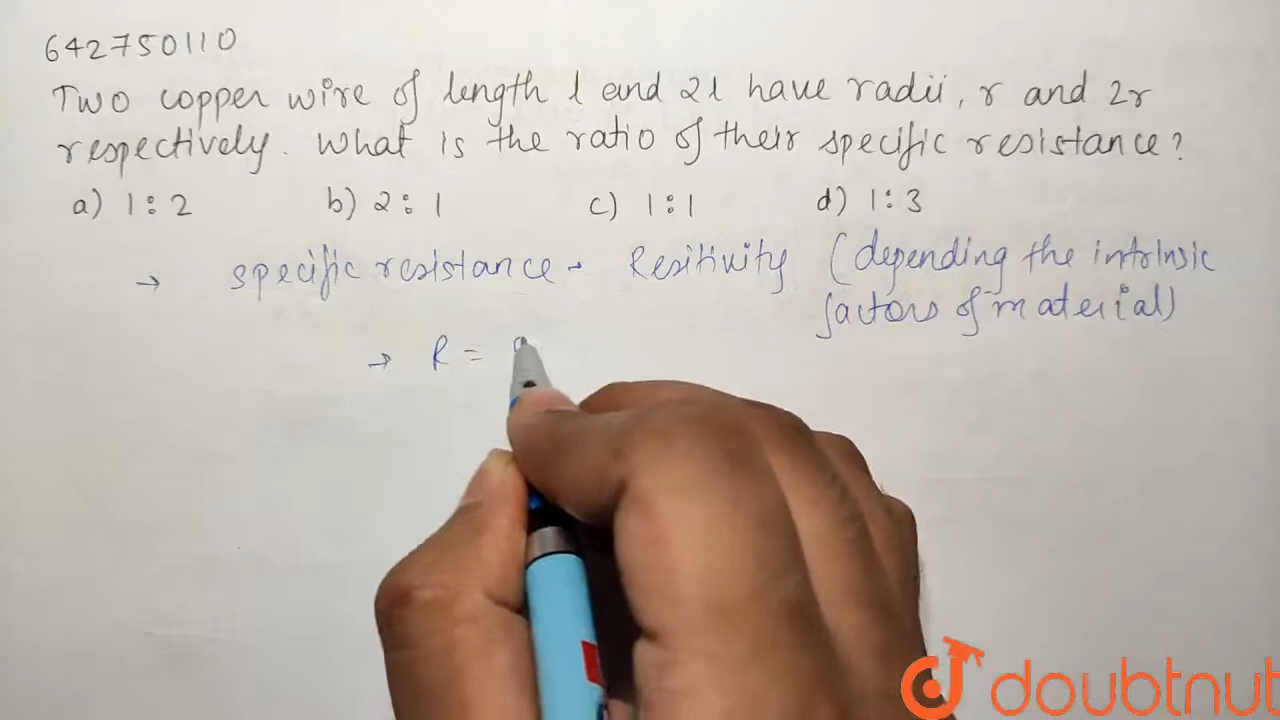 642750110
Two copper wire of length l and 2l have radii, r and 2r
respectively. What is the ratio of their specific resistance?
a) 1:2 b) 2:1 c) 1:1 d) 1:3
→ specific resistance - Resitivity (depending the intrinsic
factors of material)
→ R =
doubtnut